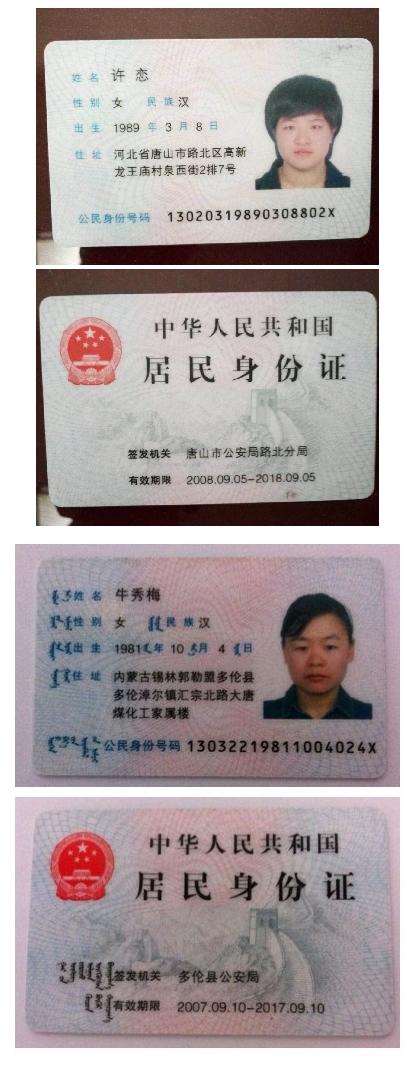 姓名 许恋
性别 女 民族 汉
出生 1989 年 3 月 8 日
住址 河北省唐山市路北区高新
龙王庙村泉西街2排7号
公民身份号码 13020319890308802X
中华人民共和国
居民身份证
签发机关 唐山市公安局路北分局
有效期限 2008.09.05-2018.09.05
姓名 牛秀梅
性别 女 民族 汉
出生 1981 年 10 月 4 日
住址 内蒙古锡林郭勒盟多伦县
多伦淖尔镇汇宗北路大唐
煤化工家属楼
公民身份号码 13032219811004024X
中华人民共和国
居民身份证
签发机关 多伦县公安局
有效期限 2007.09.10-2017.09.10